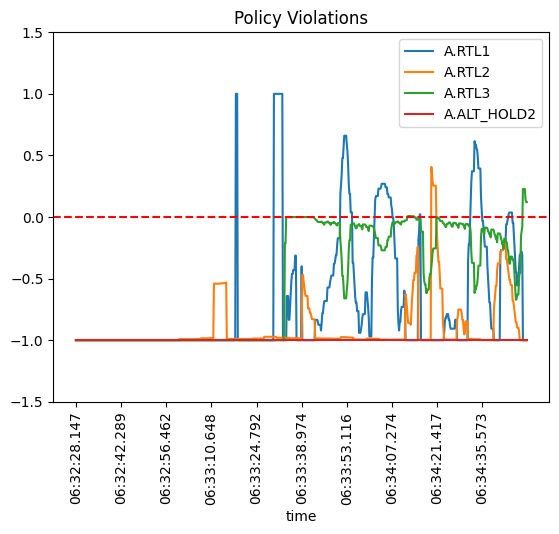 Policy Violations
1.5
1.0
0.5
0.0
−0.5
−1.0
−1.5
A.RTL1
A.RTL2
A.RTL3
A.ALT_HOLD2
06:32:28.147
06:32:42.289
06:32:56.462
06:33:10.648
06:33:24.792
06:33:38.974
06:33:53.116
06:34:07.274
06:34:21.417
06:34:35.573
time